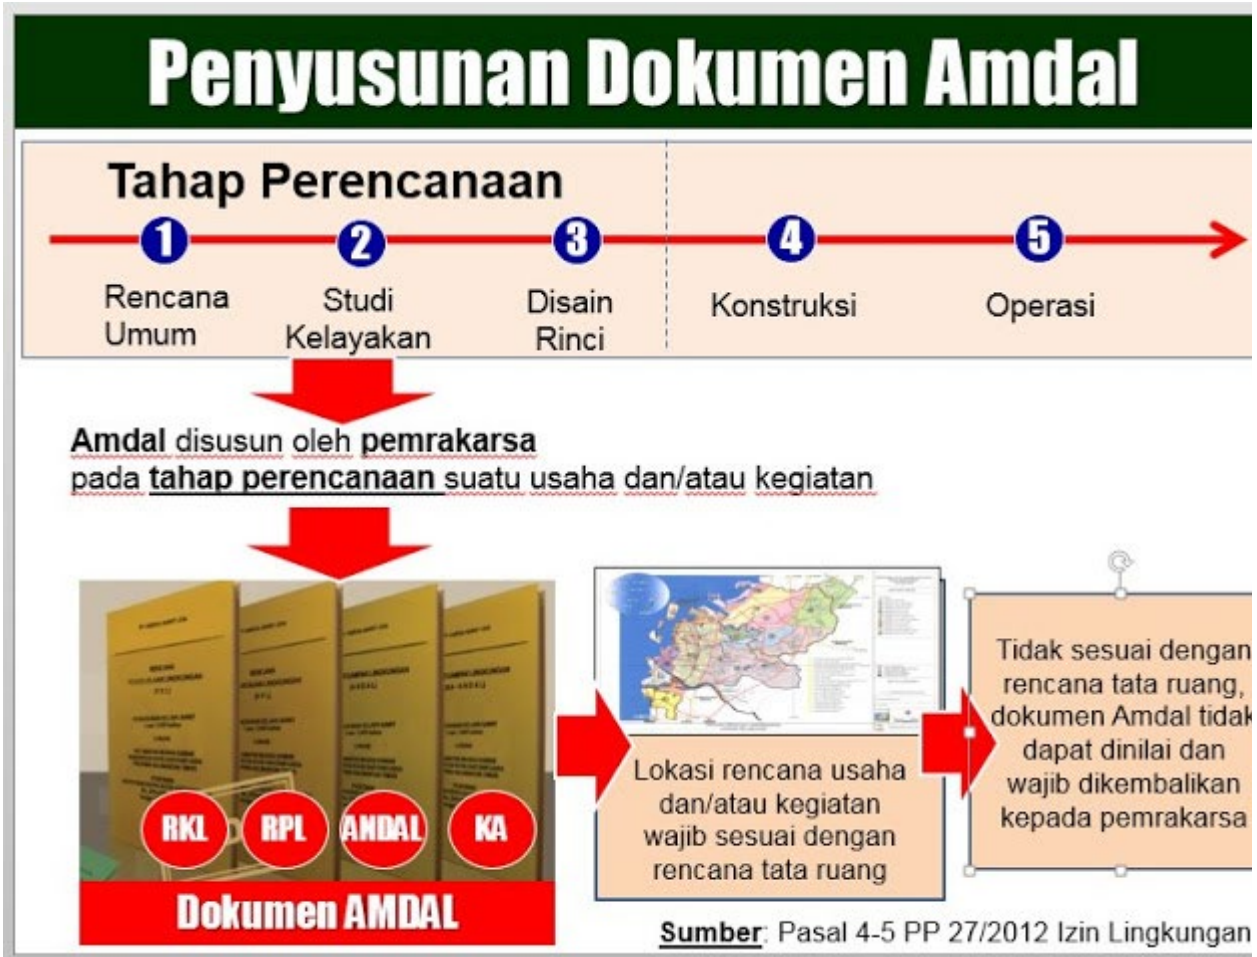 Penyusunan Dokumen Amdal
Tahap Perencanaan
1
2
3
4
5
Rencana
Umum
Studi
Kelayakan
Disain
Rinci
Konstruksi
Operasi
Amdal disusun oleh pemrakarsa
pada tahap perencanaan suatu usaha dan/atau kegiatan
RKL
RPL
ANDAL
KA
Dokumen AMDAL
Lokasi rencana usaha
dan/atau kegiatan
wajib sesuai dengan
rencana tata ruang
Tidak sesuai dengan
rencana tata ruang,
dokumen Amdal tidak
dapat dinilai dan
wajib dikembalikan
kepada pemrakarsa
Sumber: Pasal 4-5 PP 27/2012 Izin Lingkungan